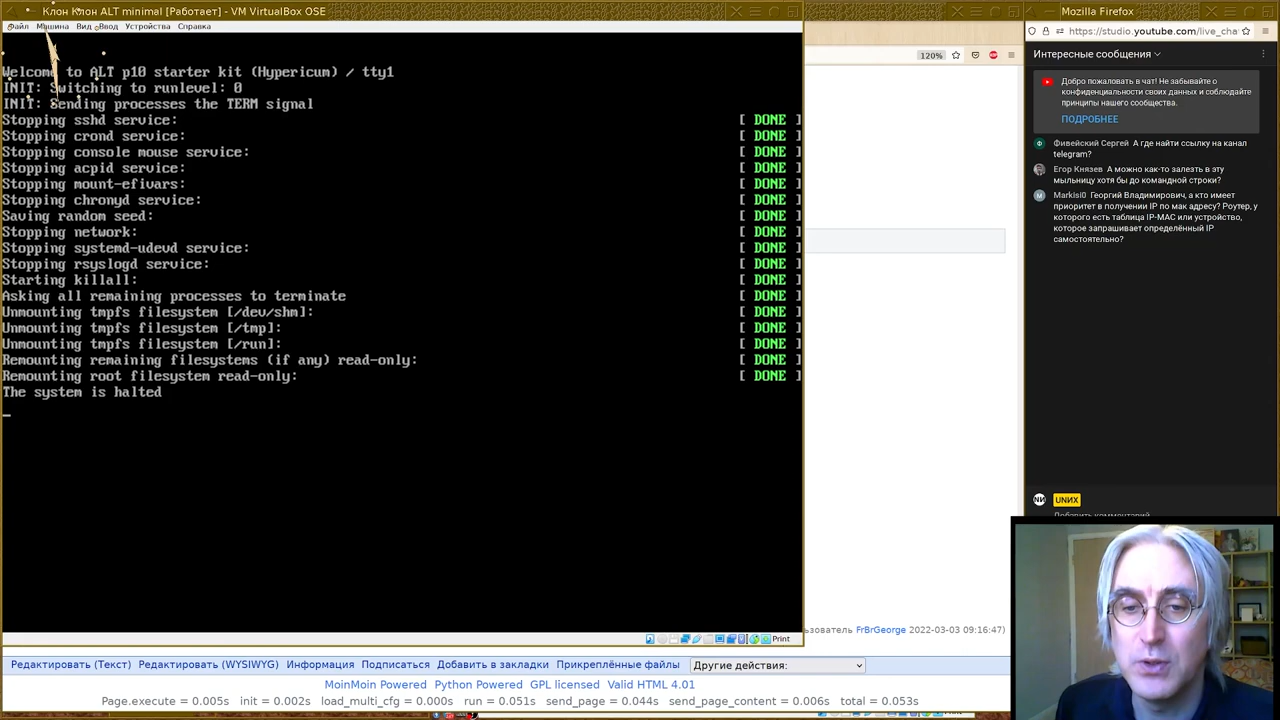 Клон Клон ALT minimal [Работает] - VM VirtualBox OSE
Файл Машина Вид Ввод Устройства Справка
Welcome to ALT p10 starter kit (Hypericum) / tty1
INIT: Switching to runlevel: 0
INIT: Sending processes the TERM signal
Stopping sshd service: [ DONE ]
Stopping crond service: [ DONE ]
Stopping console mouse service: [ DONE ]
Stopping acpid service: [ DONE ]
Stopping mount-efivars: [ DONE ]
Stopping chronyd service: [ DONE ]
Saving random seed: [ DONE ]
Stopping network: [ DONE ]
Stopping systemd-udevd service: [ DONE ]
Stopping rsyslogd service: [ DONE ]
Starting killall: [ DONE ]
Asking all remaining processes to terminate [ DONE ]
Unmounting tmpfs filesystem [/dev/shm]: [ DONE ]
Unmounting tmpfs filesystem [/tmp]: [ DONE ]
Unmounting tmpfs filesystem [/run]: [ DONE ]
Remounting remaining filesystems (if any) read-only: [ DONE ]
Remounting root filesystem read-only: [ DONE ]
The system is halted
Print
120%
ьзователь FrBrGeorge 2022-03-03 09:16:47)
Редактировать (Текст) Редактировать (WYSIWYG) Информация Подписаться Добавить в закладки Прикреплённые файлы Другие действия:
MoinMoin Powered Python Powered GPL licensed Valid HTML 4.01
Page.execute = 0.005s init = 0.002s load_multi_cfg = 0.000s run = 0.051s send_page = 0.044s send_page_content = 0.006s total = 0.053s
Mozilla Firefox
https://studio.youtube.com/live_cha
Интересные сообщения
Добро пожаловать в чат! Не забывайте о
конфиденциальности своих данных и соблюдайте
принципы нашего сообщества.
ПОДРОБНЕЕ
Ф Фивейский Сергей А где найти ссылку на канал
telegram?
Егор Князев А можно как-то залезть в эту
мыльницу хотя бы до командной строки?
M Markisi0 Георгий Владимирович, а кто имеет
приоритет в получении IP по мак адресу? Роутер, у
которого есть таблица IP-MAC или устройство,
которое запрашивает определённый IP
самостоятельно?
UNИX
Добавить комментарий